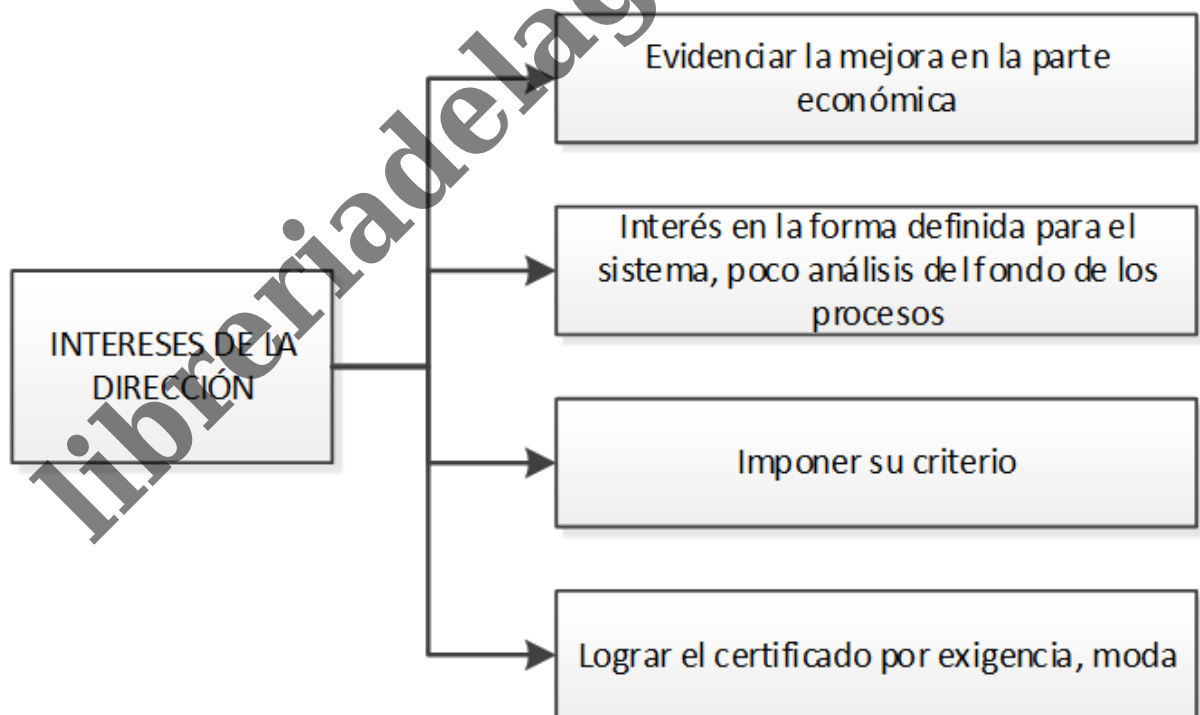 Evidenciar la mejora en la parte
económica
Interés en la forma definida para el
sistema, poco análisis del fondo de los
procesos
INTERESES DE LA
DIRECCIÓN
Imponer su criterio
Lograr el certificado por exigencia, moda
libreriadelag